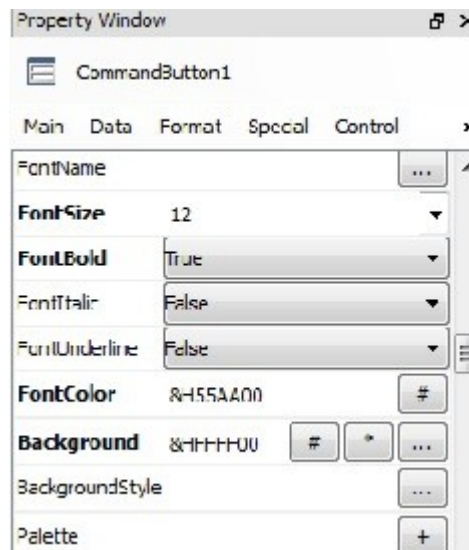 Property Window
CommandButton1
Main Data Format Special Control
FontName ...
FontSize 12
FontBold True
FontItalic False
FontUnderline False
FontColor &H55AA00 #
Background &HFFFF00 # * ...
BackgroundStyle ...
Palette +